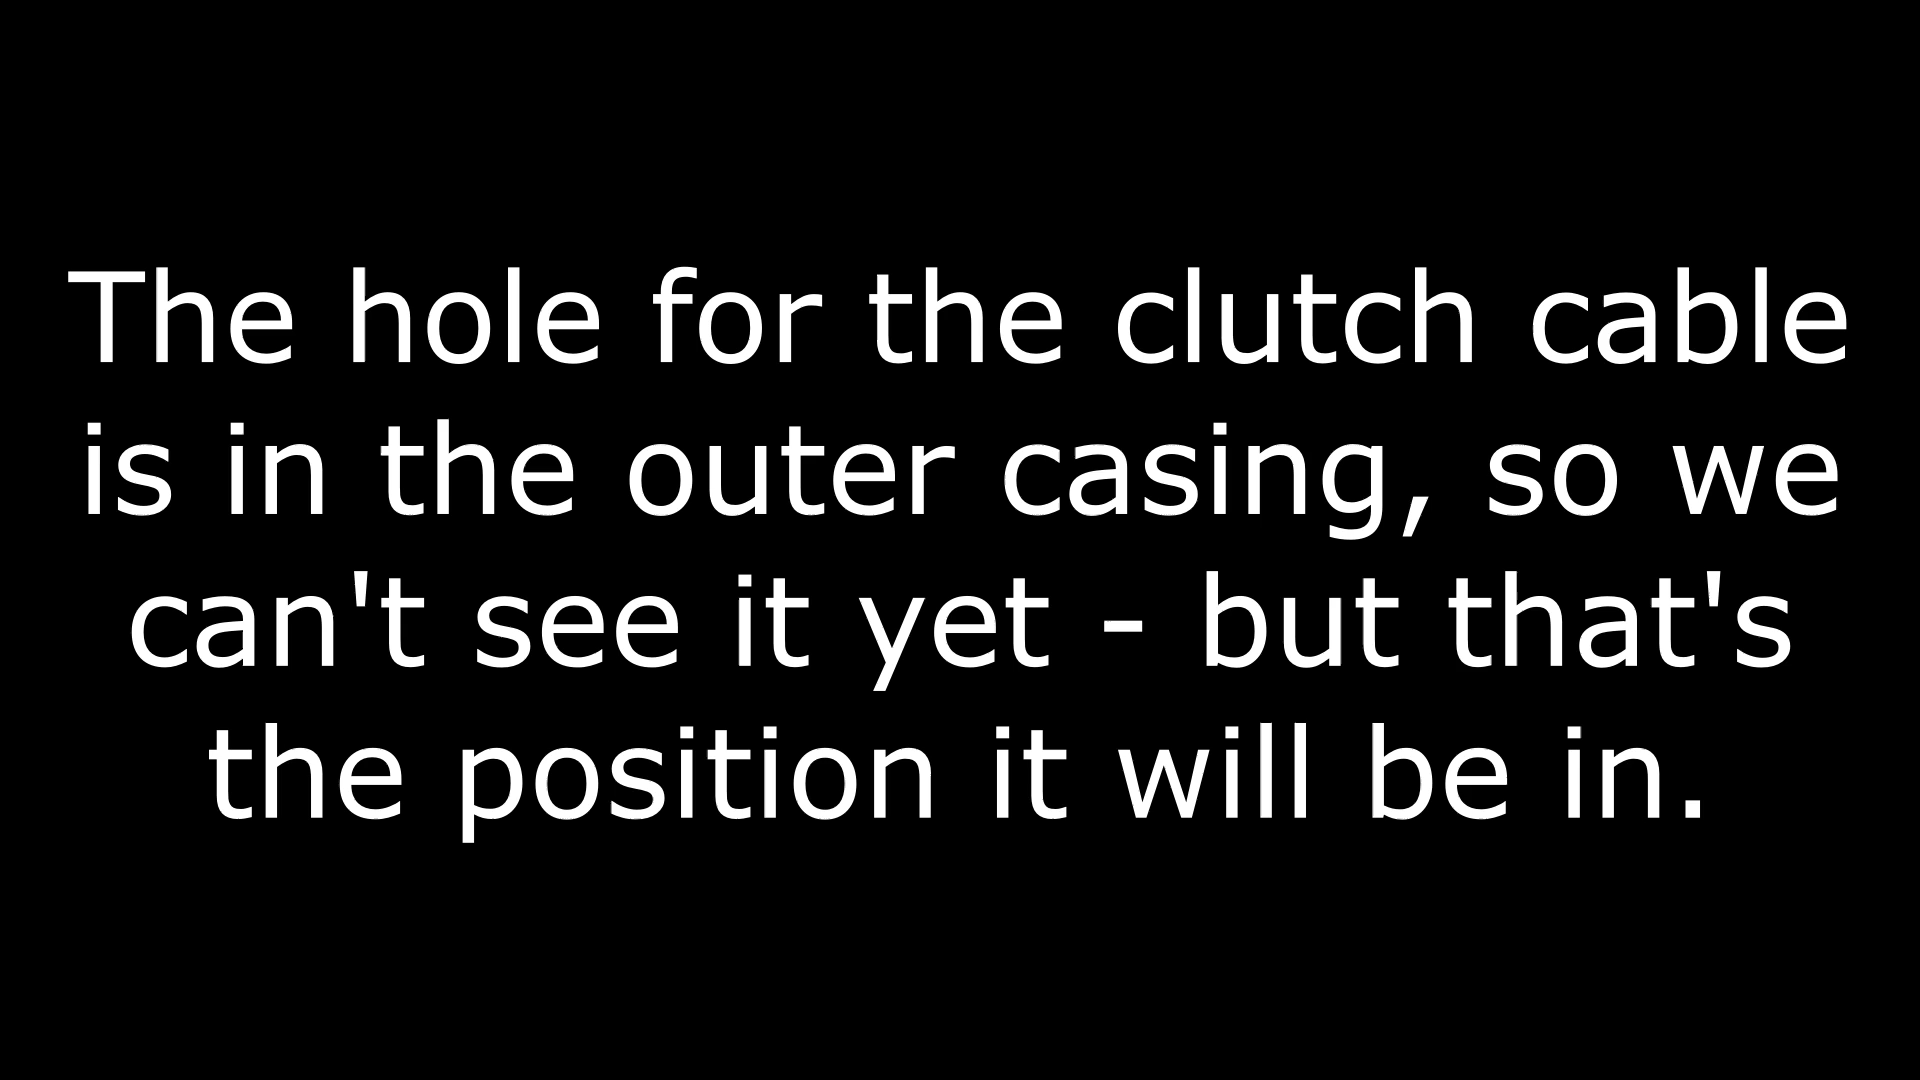 The hole for the clutch cable
is in the outer casing, so we
can't see it yet - but that's
the position it will be in.